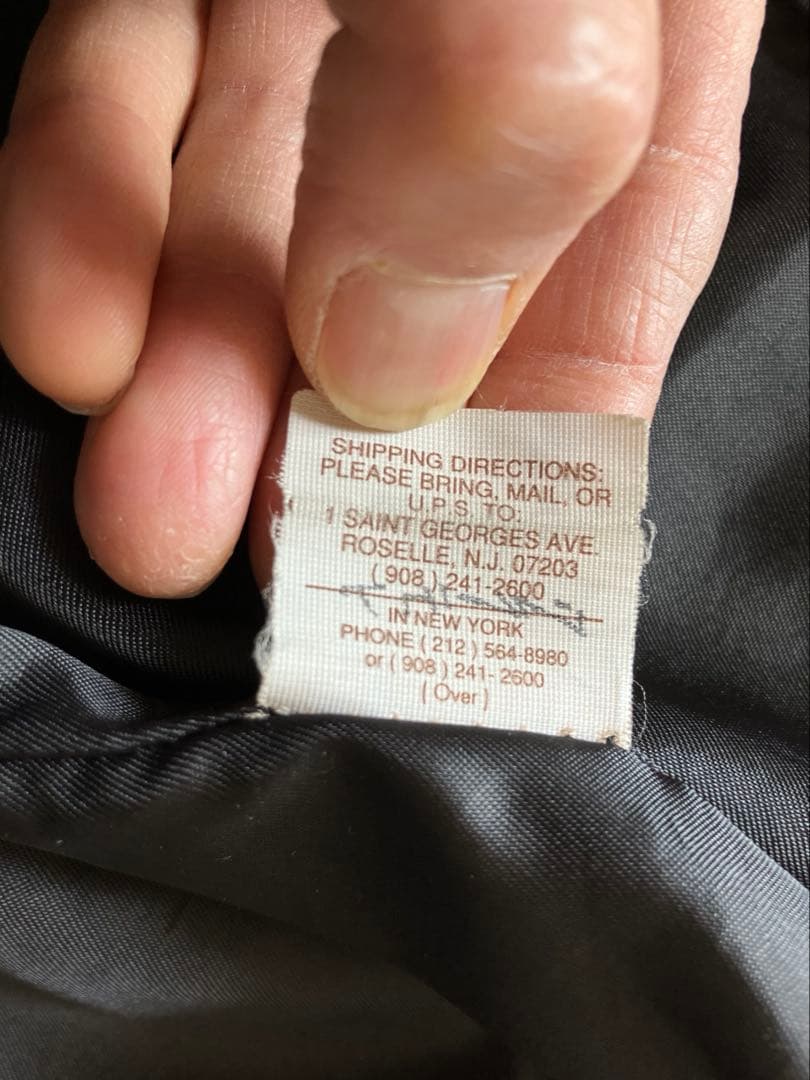 SHIPPING DIRECTIONS:
PLEASE BRING, MAIL, OR
U.P.S. TO:
1 SAINT GEORGES AVE.
ROSELLE, N.J. 07203
(908) 241-2600
IN NEW YORK
PHONE (212) 564-8980
or (908) 241-2600
(Over)